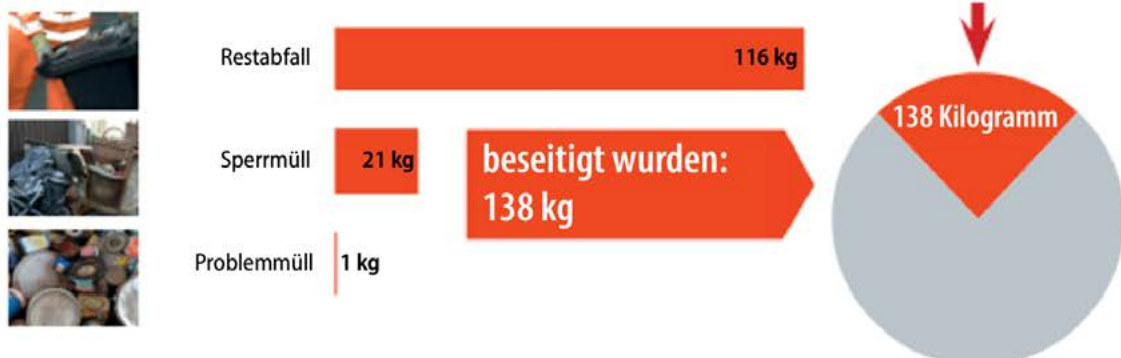 Restabfall
116 kg
138 Kilogramm
Sperrmüll
21 kg
beseitigt wurden:
138 kg
Problemmüll
1 kg